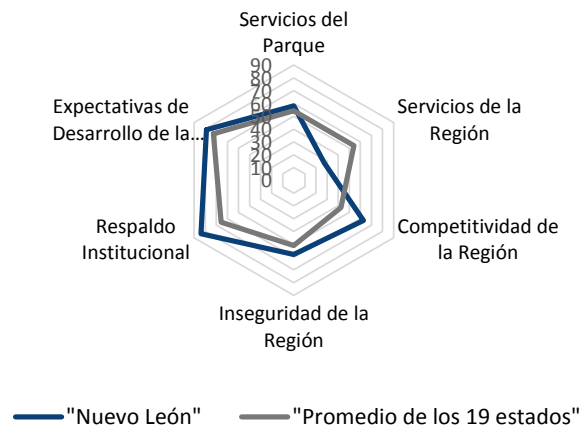 Servicios del
Parque
90
80
70
60
50
40
30
20
10
0
Expectativas de
Desarrollo de la...
Servicios de la
Región
Respaldo
Institucional
Competitividad de
la Región
Inseguridad de la
Región
"Nuevo León"
"Promedio de los 19 estados"